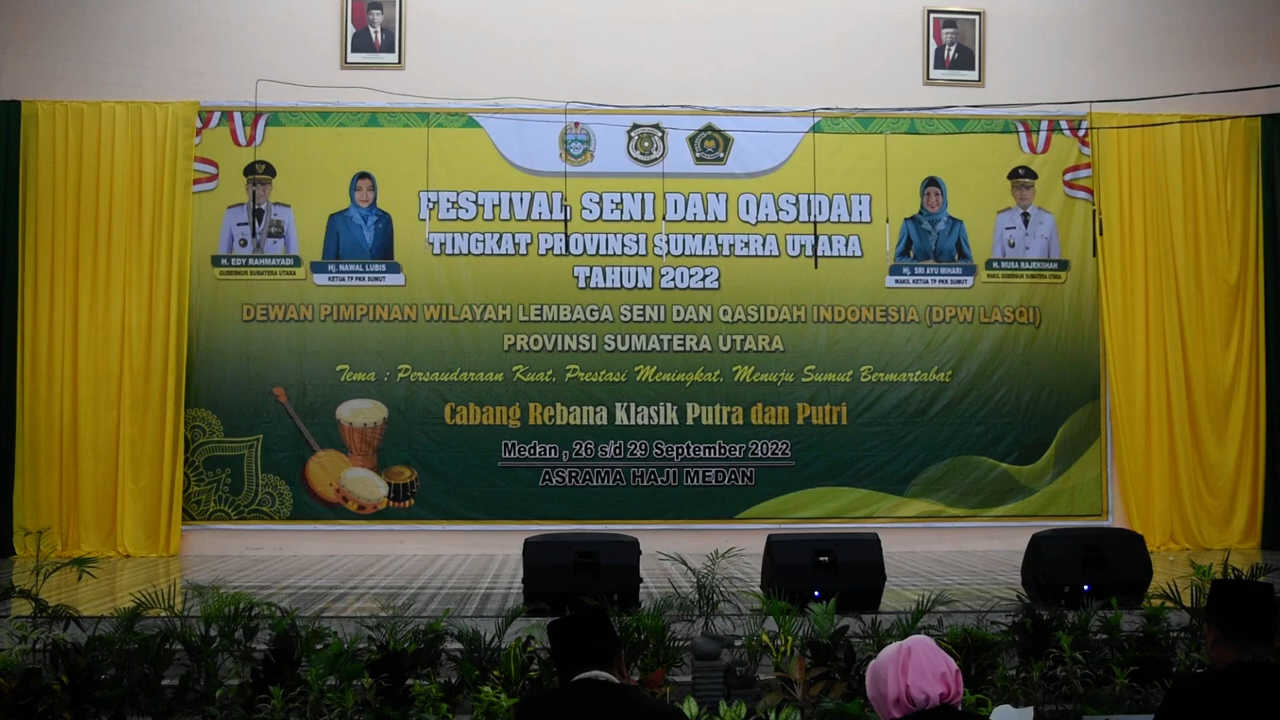 FESTIVAL SENI DAN QASIDAH
TINGKAT PROVINSI SUMATERA UTARA
TAHUN 2022
H. EDY RAHMAYADI
GUBERNUR SUMATERA UTARA
Hj. NAWAL LUBIS
KETUA TP PKK SUMUT
Hj. SRI AYU MIHARI
WAKIL KETUA TP PKK SUMUT
H. MUSA RAJEKSHAH
WAKIL GUBERNUR SUMATERA UTARA
DEWAN PIMPINAN WILAYAH LEMBAGA SENI DAN QASIDAH INDONESIA (DPW LASQI)
PROVINSI SUMATERA UTARA
Tema : Persaudaraan Kuat, Prestasi Meningkat, Menuju Sumut Bermartabat
Cabang Rebana Klasik Putra dan Putri
Medan , 26 s/d 29 September 2022
ASRAMA HAJI MEDAN